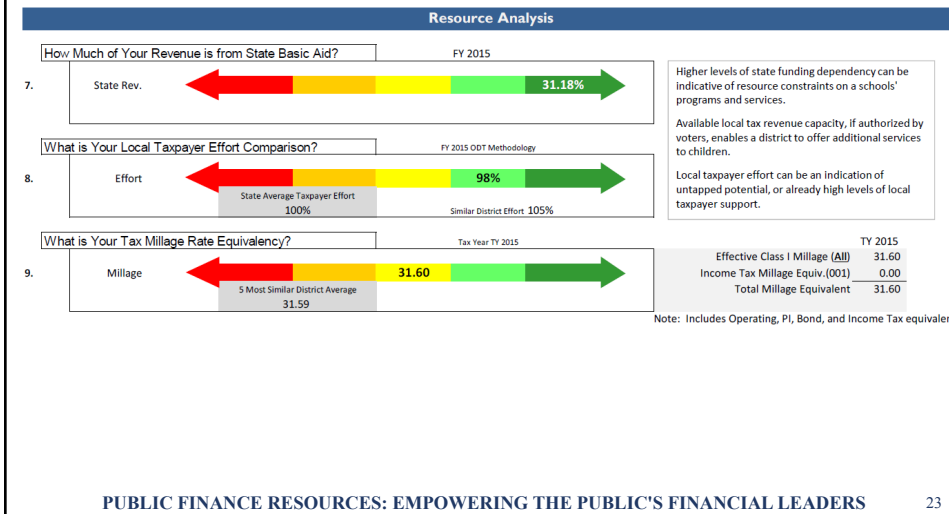 Resource Analysis
How Much of Your Revenue is from State Basic Aid? FY 2015
7. State Rev. 31.18%
Higher levels of state funding dependency can be
indicative of resource constraints on a schools'
programs and services.
Available local tax revenue capacity, if authorized by
voters, enables a district to offer additional services
to children.
Local taxpayer effort can be an indication of
untapped potential, or already high levels of local
taxpayer support.
What is Your Local Taxpayer Effort Comparison? FY 2015 ODT Methodology
8. Effort 98%
State Average Taxpayer Effort
100% Similar District Effort 105%
What is Your Tax Millage Rate Equivalency? Tax Year TY 2015
9. Millage 31.60
5 Most Similar District Average
31.59
TY 2015
Effective Class I Millage (All) 31.60
Income Tax Millage Equiv.(001) 0.00
Total Millage Equivalent 31.60
Note: Includes Operating, PI, Bond, and Income Tax equivaler
PUBLIC FINANCE RESOURCES: EMPOWERING THE PUBLIC'S FINANCIAL LEADERS 23